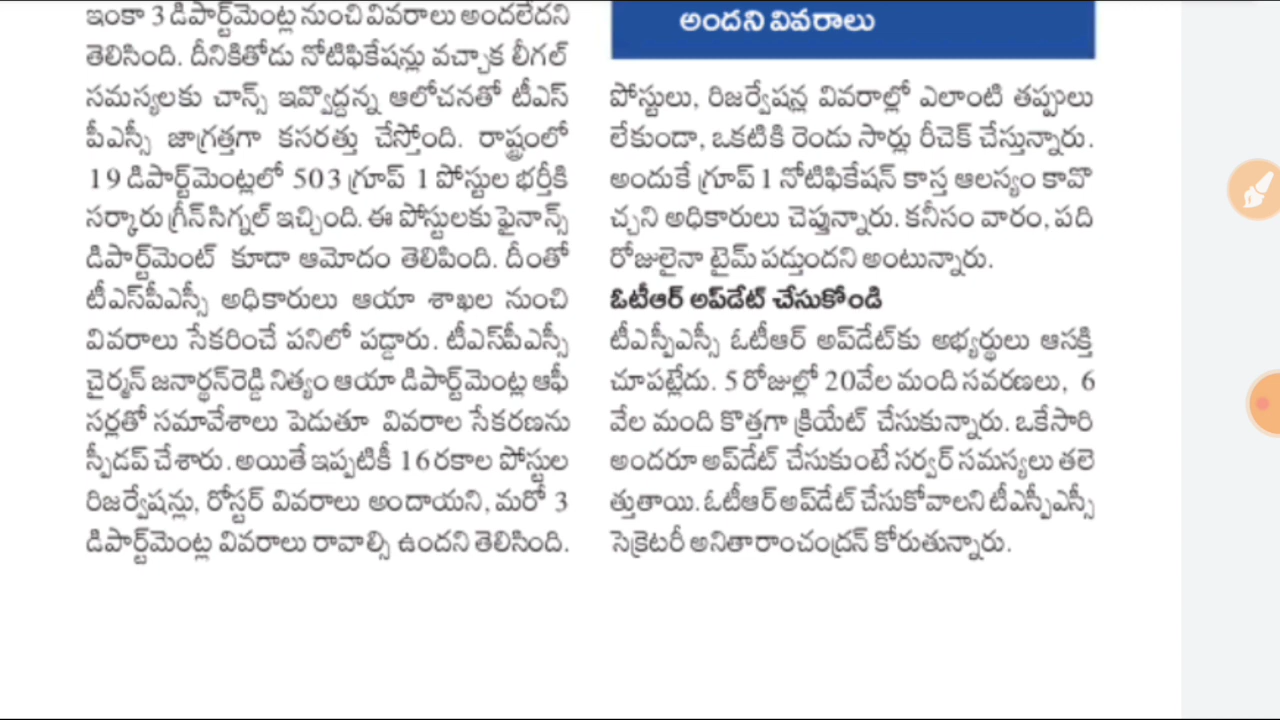 ఇంకా 3 డిపార్ట్‌మెంట్ల నుంచి వివరాలు అందలేదని
తెలిసింది. దీనికితోడు నోటిఫికేషన్లు వచ్చాక లీగల్
సమస్యలకు చాన్స్ ఇవ్వొద్దన్న ఆలోచనతో టీఎస్
పీఎస్సీ జాగ్రత్తగా కసరత్తు చేస్తోంది. రాష్ట్రంలో
19 డిపార్ట్‌మెంట్లలో 503 గ్రూప్ 1 పోస్టుల భర్తీకి
సర్కారు గ్రీన్ సిగ్నల్ ఇచ్చింది. ఈ పోస్టులకు ఫైనాన్స్
డిపార్ట్‌మెంట్ కూడా ఆమోదం తెలిపింది. దీంతో
టీఎస్‌పీఎస్సీ అధికారులు ఆయా శాఖల నుంచి
వివరాలు సేకరించే పనిలో పడ్డారు. టీఎస్‌పీఎస్సీ
చైర్మన్ జనార్థన్‌రెడ్డి నిత్యం ఆయా డిపార్ట్‌మెంట్ల ఆఫీ
సర్లతో సమావేశాలు పెడుతూ వివరాల సేకరణను
స్పీడప్ చేశారు. అయితే ఇప్పటికీ 16 రకాల పోస్టుల
రిజర్వేషన్లు, రోస్టర్ వివరాలు అందాయని, మరో 3
డిపార్ట్‌మెంట్ల వివరాలు రావాల్సి ఉందని తెలిసింది.
అందని వివరాలు
పోస్టులు, రిజర్వేషన్ల వివరాల్లో ఎలాంటి తప్పులు
లేకుండా, ఒకటికి రెండు సార్లు రీచెక్ చేస్తున్నారు.
అందుకే గ్రూప్ 1 నోటిఫికేషన్ కాస్త ఆలస్యం కావొ
చ్చని అధికారులు చెప్తున్నారు. కనీసం వారం, పది
రోజులైనా టైమ్ పడ్తుందని అంటున్నారు.
ఓటీఆర్ అప్‌డేట్ చేసుకోండి
టీఎస్పీఎస్సీ ఓటీఆర్ అప్‌డేట్‌కు అభ్యర్థులు ఆసక్తి
చూపట్లేదు. 5 రోజుల్లో 20వేల మంది సవరణలు, 6
వేల మంది కొత్తగా క్రియేట్ చేసుకున్నారు. ఒకేసారి
అందరూ అప్‌డేట్ చేసుకుంటే సర్వర్ సమస్యలు తలె
త్తుతాయి. ఓటీఆర్ అప్‌డేట్ చేసుకోవాలని టీఎస్పీఎస్సీ
సెక్రెటరీ అనితా రాంచంద్రన్ కోరుతున్నారు.